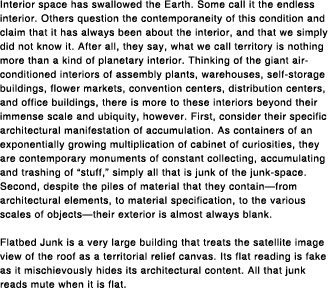 Interior space has swallowed the Earth. Some call it the endless
interior. Others question the contemporaneity of this condition and
claim that it has always been about the interior, and that we simply
did not know it. After all, they say, what we call territory is nothing
more than a kind of planetary interior. Thinking of the giant air-
conditioned interiors of assembly plants, warehouses, self-storage
buildings, flower markets, convention centers, distribution centers,
and office buildings, there is more to these interiors beyond their
immense scale and ubiquity, however. First, consider their specific
architectural manifestation of accumulation. As containers of an
exponentially growing multiplication of cabinet of curiosities, they
are contemporary monuments of constant collecting, accumulating
and trashing of “stuff,” simply all that is junk of the junk-space.
Second, despite the piles of material that they contain—from
architectural elements, to material specification, to the various
scales of objects—their exterior is almost always blank.

Flatbed Junk is a very large building that treats the satellite image
view of the roof as a territorial relief canvas. Its flat reading is fake
as it mischievously hides its architectural content. All that junk
reads mute when it is flat.